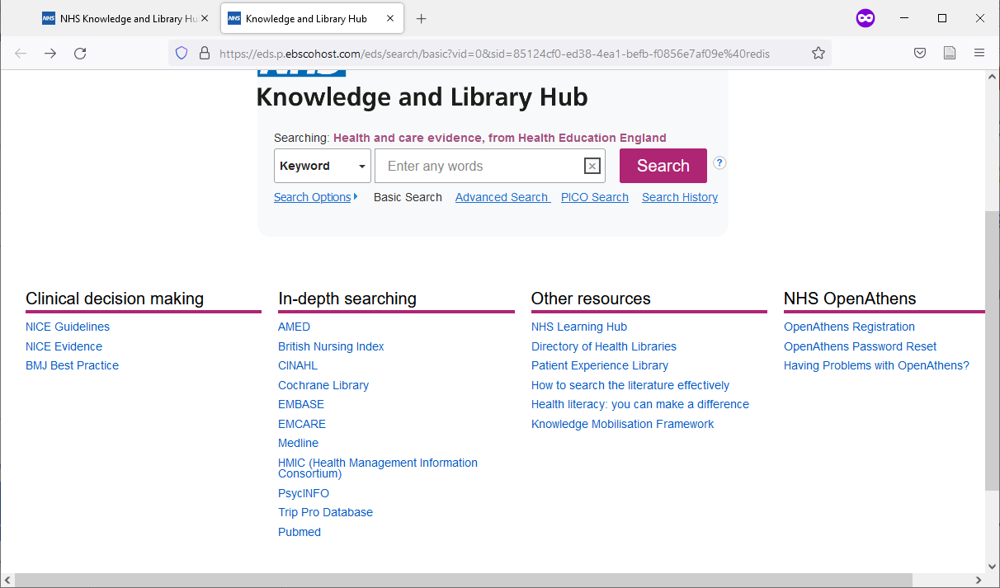 NHS NHS Knowledge and Library Hu
NHS Knowledge and Library Hub
https://eds.p.ebscohost.com/eds/search/basic?vid=0&sid=85124cf0-ed38-4ea1-befb-f0856e7af09e%40redis
NHS
Knowledge and Library Hub
Searching: Health and care evidence, from Health Education England
Keyword Enter any words Search ?
Search Options Basic Search Advanced Search PICO Search Search History
Clinical decision making
NICE Guidelines
NICE Evidence
BMJ Best Practice
In-depth searching
AMED
British Nursing Index
CINAHL
Cochrane Library
EMBASE
EMCARE
Medline
HMIC (Health Management Information
Consortium)
PsycINFO
Trip Pro Database
Pubmed
Other resources
NHS Learning Hub
Directory of Health Libraries
Patient Experience Library
How to search the literature effectively
Health literacy: you can make a difference
Knowledge Mobilisation Framework
NHS OpenAthens
OpenAthens Registration
OpenAthens Password Reset
Having Problems with OpenAthens?